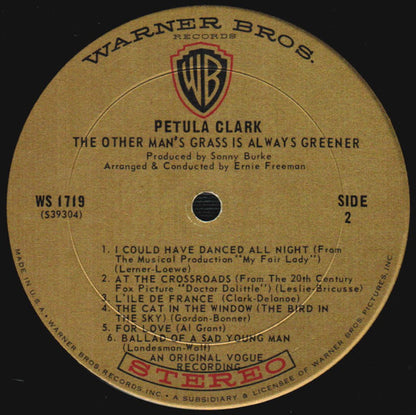 WARNER BROS.
RECORDS
WB
PETULA CLARK
THE OTHER MAN'S GRASS IS ALWAYS GREENER
Produced by Sonny Burke
Arranged & Conducted by Ernie Freeman
WS 1719
(S39304)
SIDE
2
1. I COULD HAVE DANCED ALL NIGHT (From
The Musical Production "My Fair Lady")
(Lerner-Loewe)
2. AT THE CROSSROADS (From The 20th Century
Fox Picture "Doctor Dolittle") (Leslie-Bricusse)
3. L'ILE DE FRANCE (Clark-Delanoe)
4. THE CAT IN THE WINDOW (THE BIRD IN
THE SKY) (Gordon-Bonner)
5. FOR LOVE (Al Grant)
6. BALLAD OF A SAD YOUNG MAN
(Landesman-Wolf)
AN ORIGINAL VOGUE
RECORDING
STEREO
MADE IN U.S.A. • WARNER BROS. RECORDS INC. • A SUBSIDIARY & LICENSEE OF WARNER BROS. PICTURES, INC.